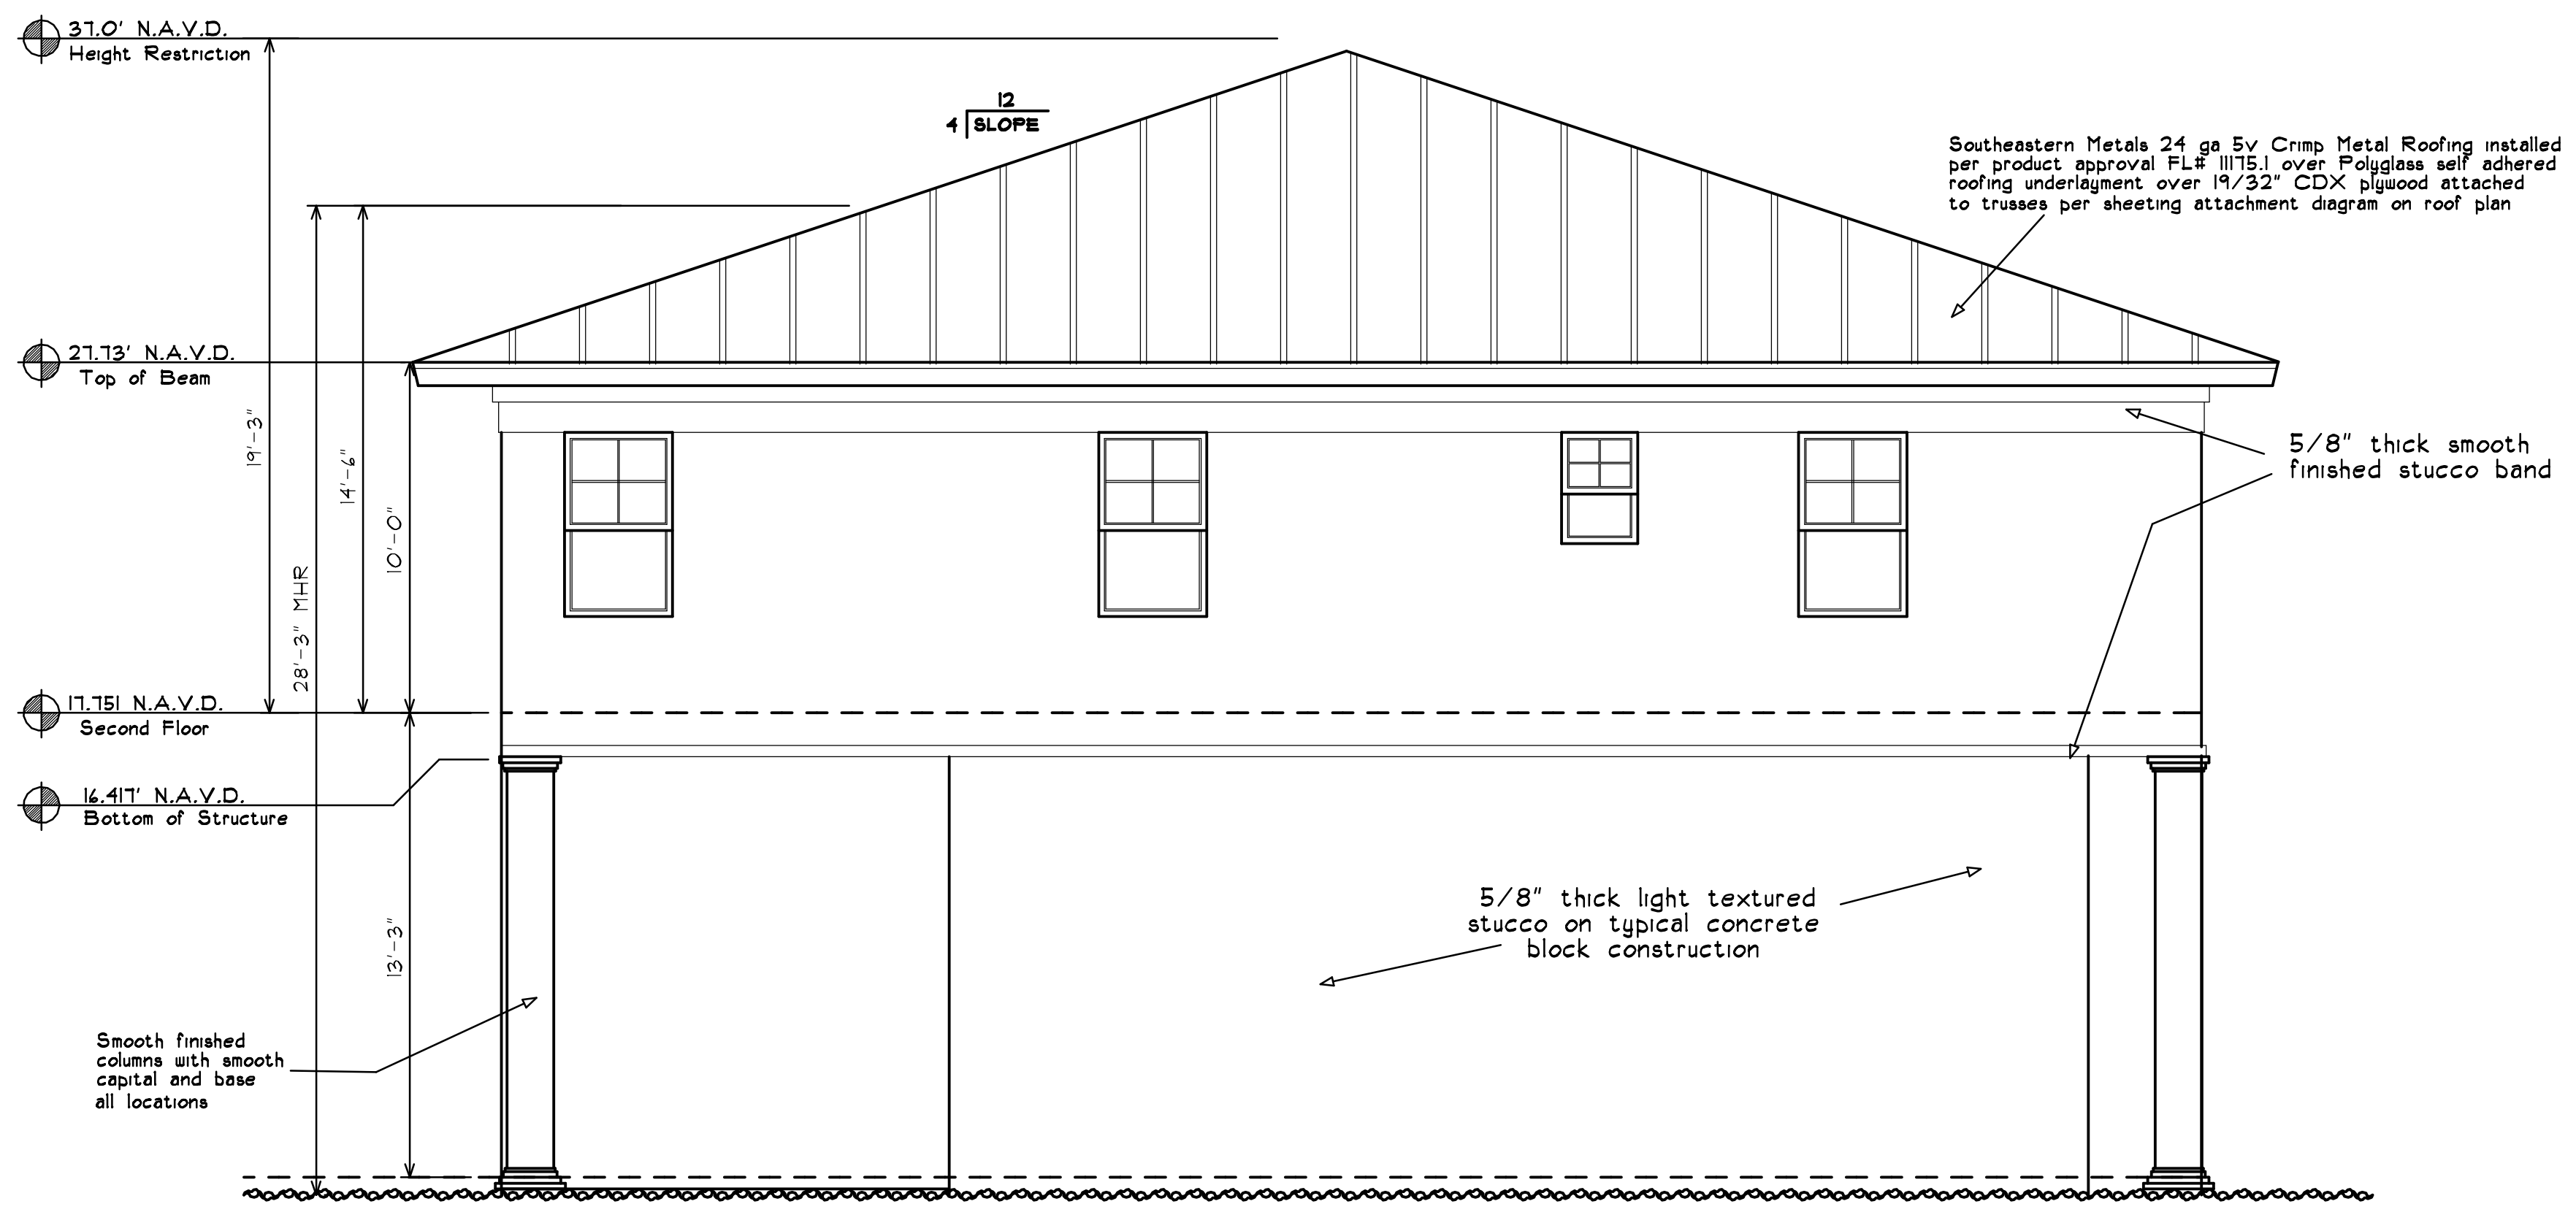 37.0' N.A.V.D.
Height Restriction
12
4 SLOPE
Southeastern Metals 24 ga 5v Crimp Metal Roofing installed
per product approval FL# 11175.1 over Polyglass self adhered
roofing underlayment over 19/32" CDX plywood attached
to trusses per sheeting attachment diagram on roof plan
27.73' N.A.V.D.
Top of Beam
19'-3"
28'-3" MHR
14'-6"
10'-0"
5/8" thick smooth
finished stucco band
17.751 N.A.V.D.
Second Floor
16.417' N.A.V.D.
Bottom of Structure
13'-3"
5/8" thick light textured
stucco on typical concrete
block construction
Smooth finished
columns with smooth
capital and base
all locations